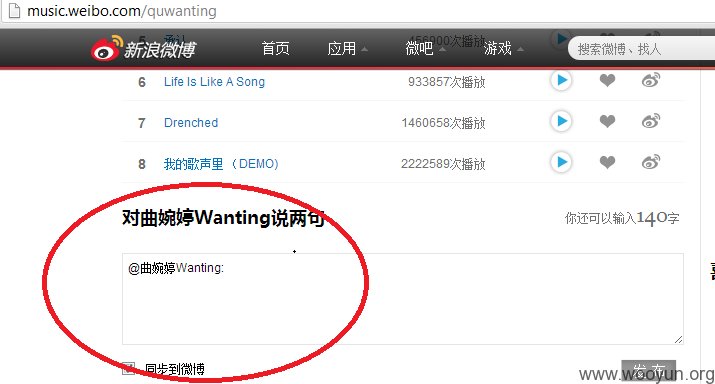 music.weibo.com/quwanting
新浪微博 首页 应用 微吧 游戏 搜索微博、找人
5 承认 456900次播放
6 Life Is Like A Song 933857次播放
7 Drenched 1460658次播放
8 我的歌声里 （DEMO） 2222589次播放
对曲婉婷Wanting说两句 你还可以输入140字
@曲婉婷Wanting:
同步到微博 发布
www.wooyun.org